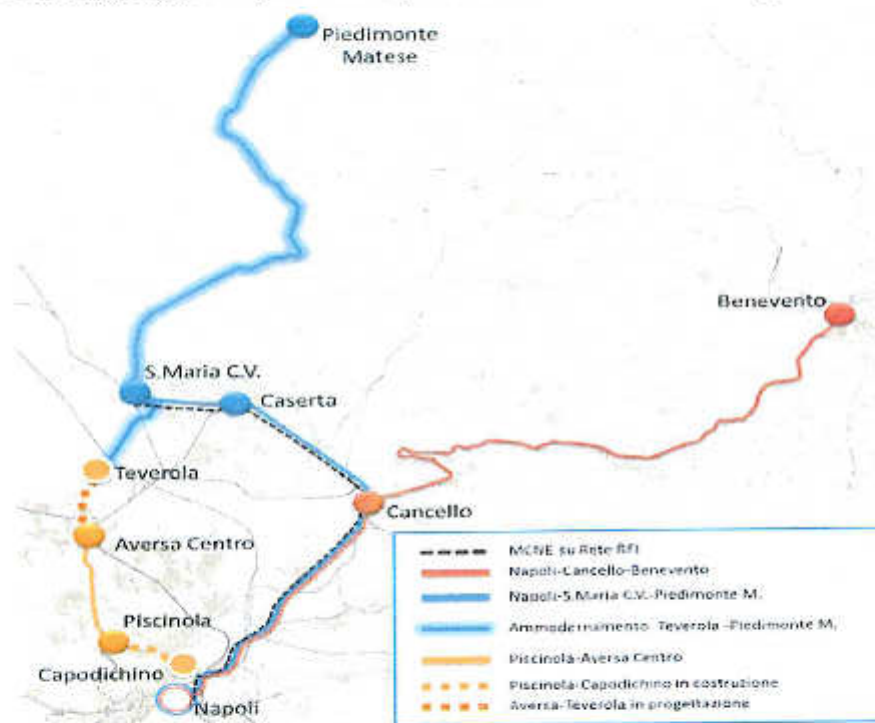 Piedimonte
Matese
Benevento
S.Maria C.V.
Caserta
Teverola
Cancello
Aversa Centro
Piscinola
Capodichino
Napoli
MCNE su Rete RFI
Napoli-Cancello-Benevento
Napoli-S.Maria C.V.-Piedimonte M.
Ammodernamento Teverola -Piedimonte M.
Piscinola-Aversa Centro
Piscinola-Capodichino in costruzione
Aversa-Teverola in progettazione